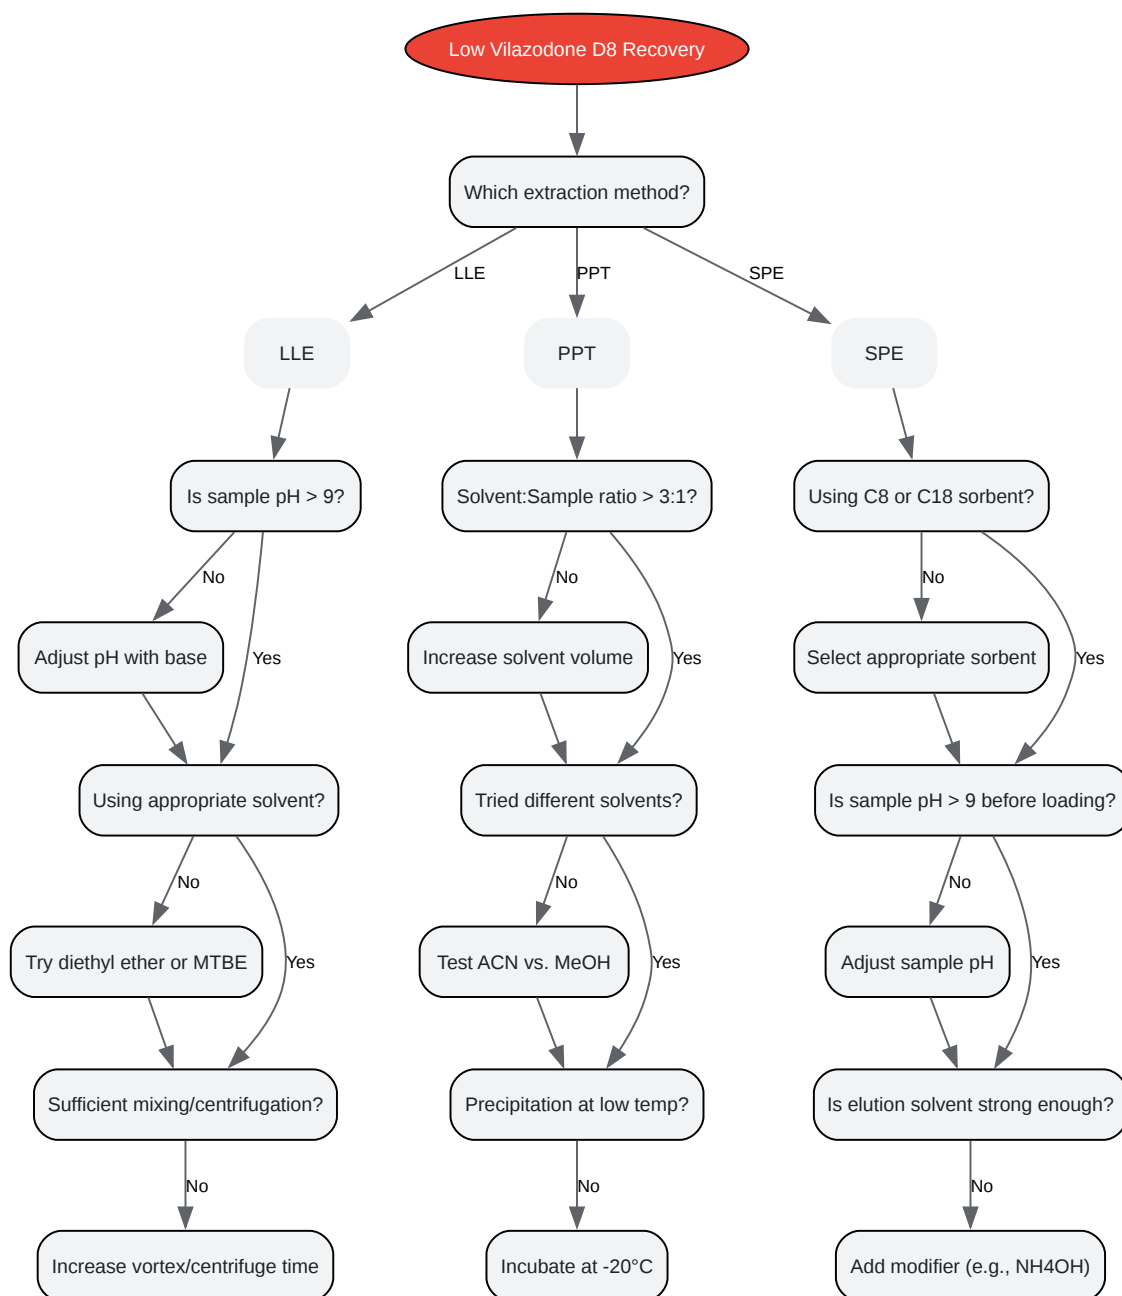 Low Vilazodone D8 Recovery
Which extraction method?
LLE
PPT
SPE
LLE
PPT
SPE
Is sample pH > 9?
Solvent:Sample ratio > 3:1?
Using C8 or C18 sorbent?
No
No
No
Adjust pH with base
Yes
Increase solvent volume
Yes
Select appropriate sorbent
Yes
Using appropriate solvent?
Tried different solvents?
Is sample pH > 9 before loading?
No
No
No
Try diethyl ether or MTBE
Yes
Test ACN vs. MeOH
Yes
Adjust sample pH
Yes
Sufficient mixing/centrifugation?
Precipitation at low temp?
Is elution solvent strong enough?
No
No
No
Increase vortex/centrifuge time
Incubate at -20°C
Add modifier (e.g., NH4OH)